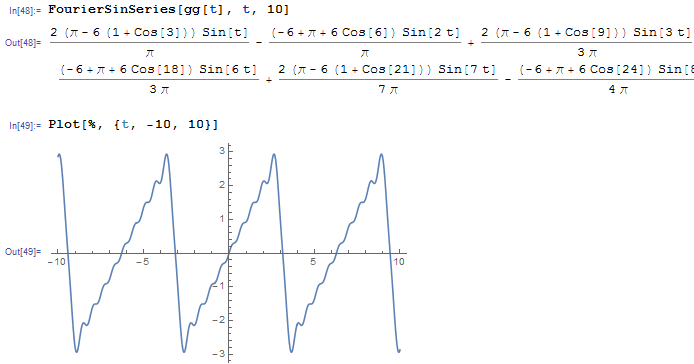 In[48]:= FourierSinSeries[gg[t], t, 10]
Out[48]= 2 (π - 6 (1 + Cos[3])) Sin[t] / π - (-6 + π + 6 Cos[6]) Sin[2 t] / π + 2 (π - 6 (1 + Cos[9])) Sin[3 t] / 3 π
(-6 + π + 6 Cos[18]) Sin[6 t] / 3 π + 2 (π - 6 (1 + Cos[21])) Sin[7 t] / 7 π - (-6 + π + 6 Cos[24]) Sin[8 / 4 π
In[49]:= Plot[%, {t, -10, 10}]
3
2
1
Out[49]=
-10 -5 5 10
-1
-2
-3